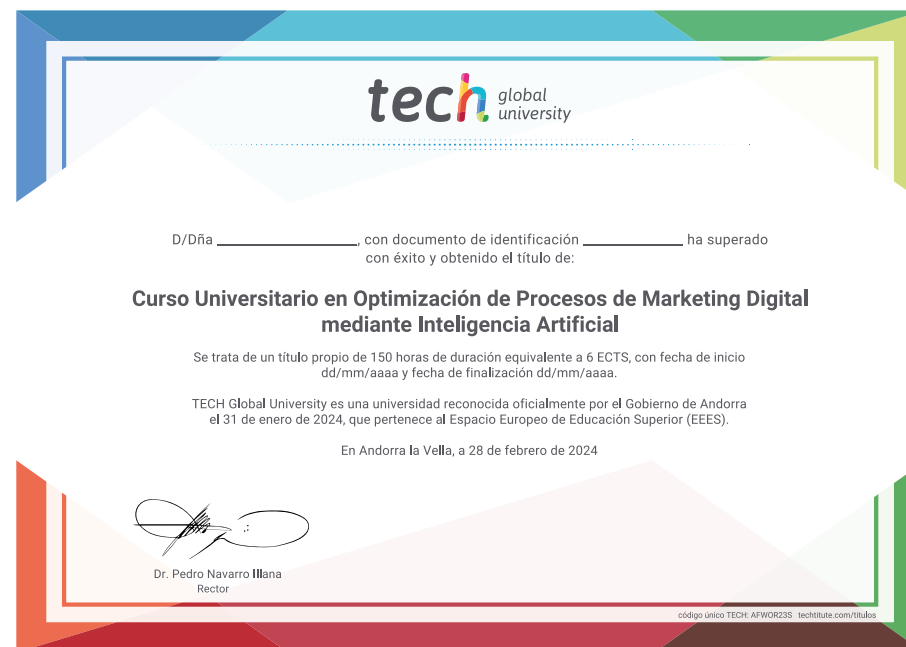 tech global
university
D/Dña ______________, con documento de identificación __________ ha superado
con éxito y obtenido el título de:
Curso Universitario en Optimización de Procesos de Marketing Digital
mediante Inteligencia Artificial
Se trata de un título propio de 150 horas de duración equivalente a 6 ECTS, con fecha de inicio
dd/mm/aaaa y fecha de finalización dd/mm/aaaa.
TECH Global University es una universidad reconocida oficialmente por el Gobierno de Andorra
el 31 de enero de 2024, que pertenece al Espacio Europeo de Educación Superior (EEES).
En Andorra la Vella, a 28 de febrero de 2024
Dr. Pedro Navarro Illana
Rector
código único TECH: AFWOR23S techtitute.com/titulos